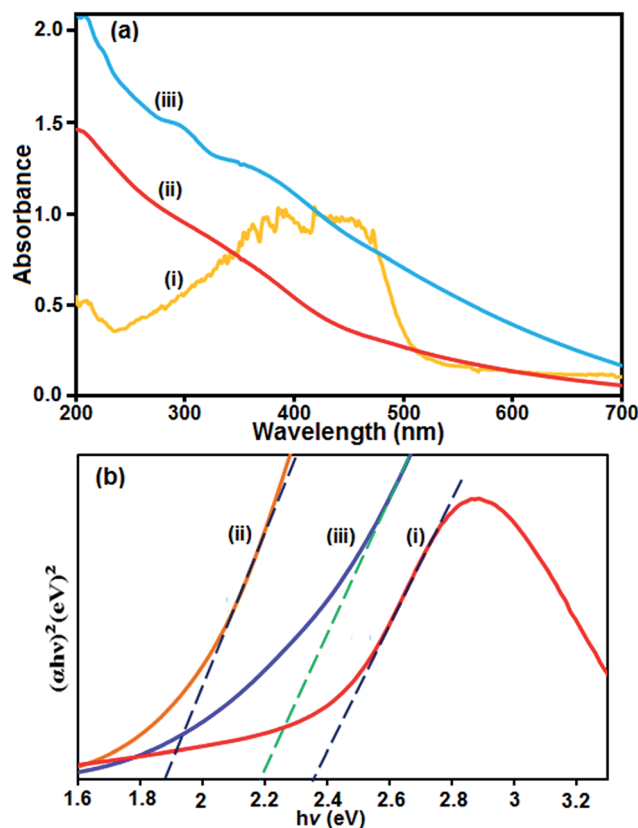 (a)
2.0
1.5
1.0
0.5
0.0
Absorbance
(iii)
(ii)
(i)
200 300 400 500 600 700
Wavelength (nm)
(b)
(ii)
(iii)
(i)
(αhν)²(eV)²
1.6 1.8 2 2.2 2.4 2.6 2.8 3 3.2
hν (eV)